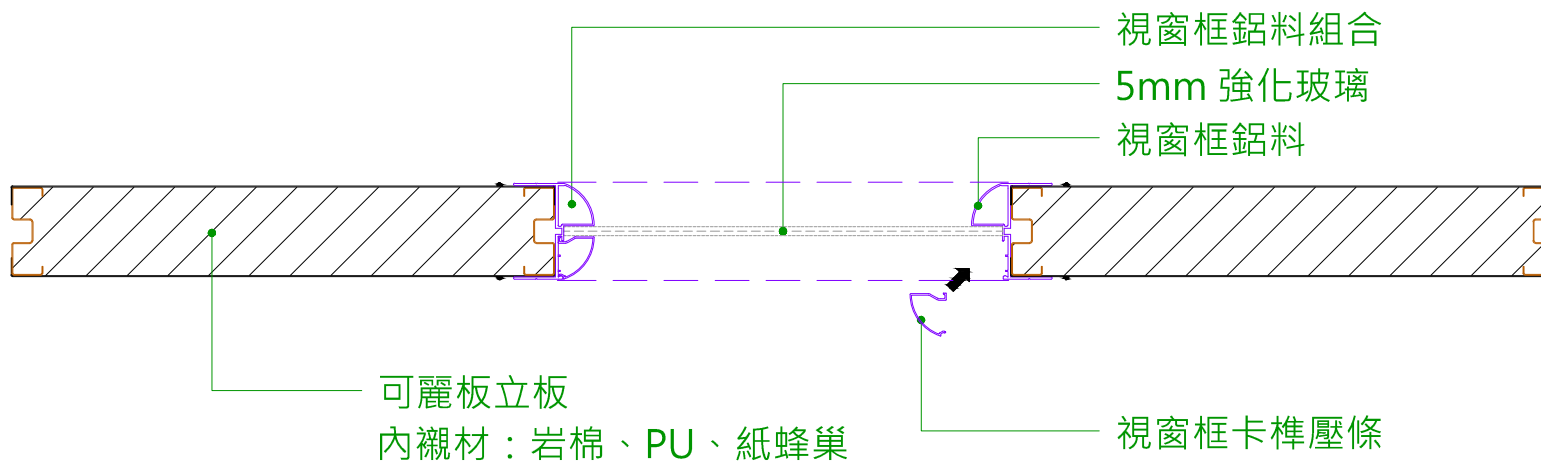 視窗框鋁料組合
5mm 強化玻璃
視窗框鋁料
可麗板立板
內襯材：岩棉、PU、紙蜂巢
視窗框卡榫壓條